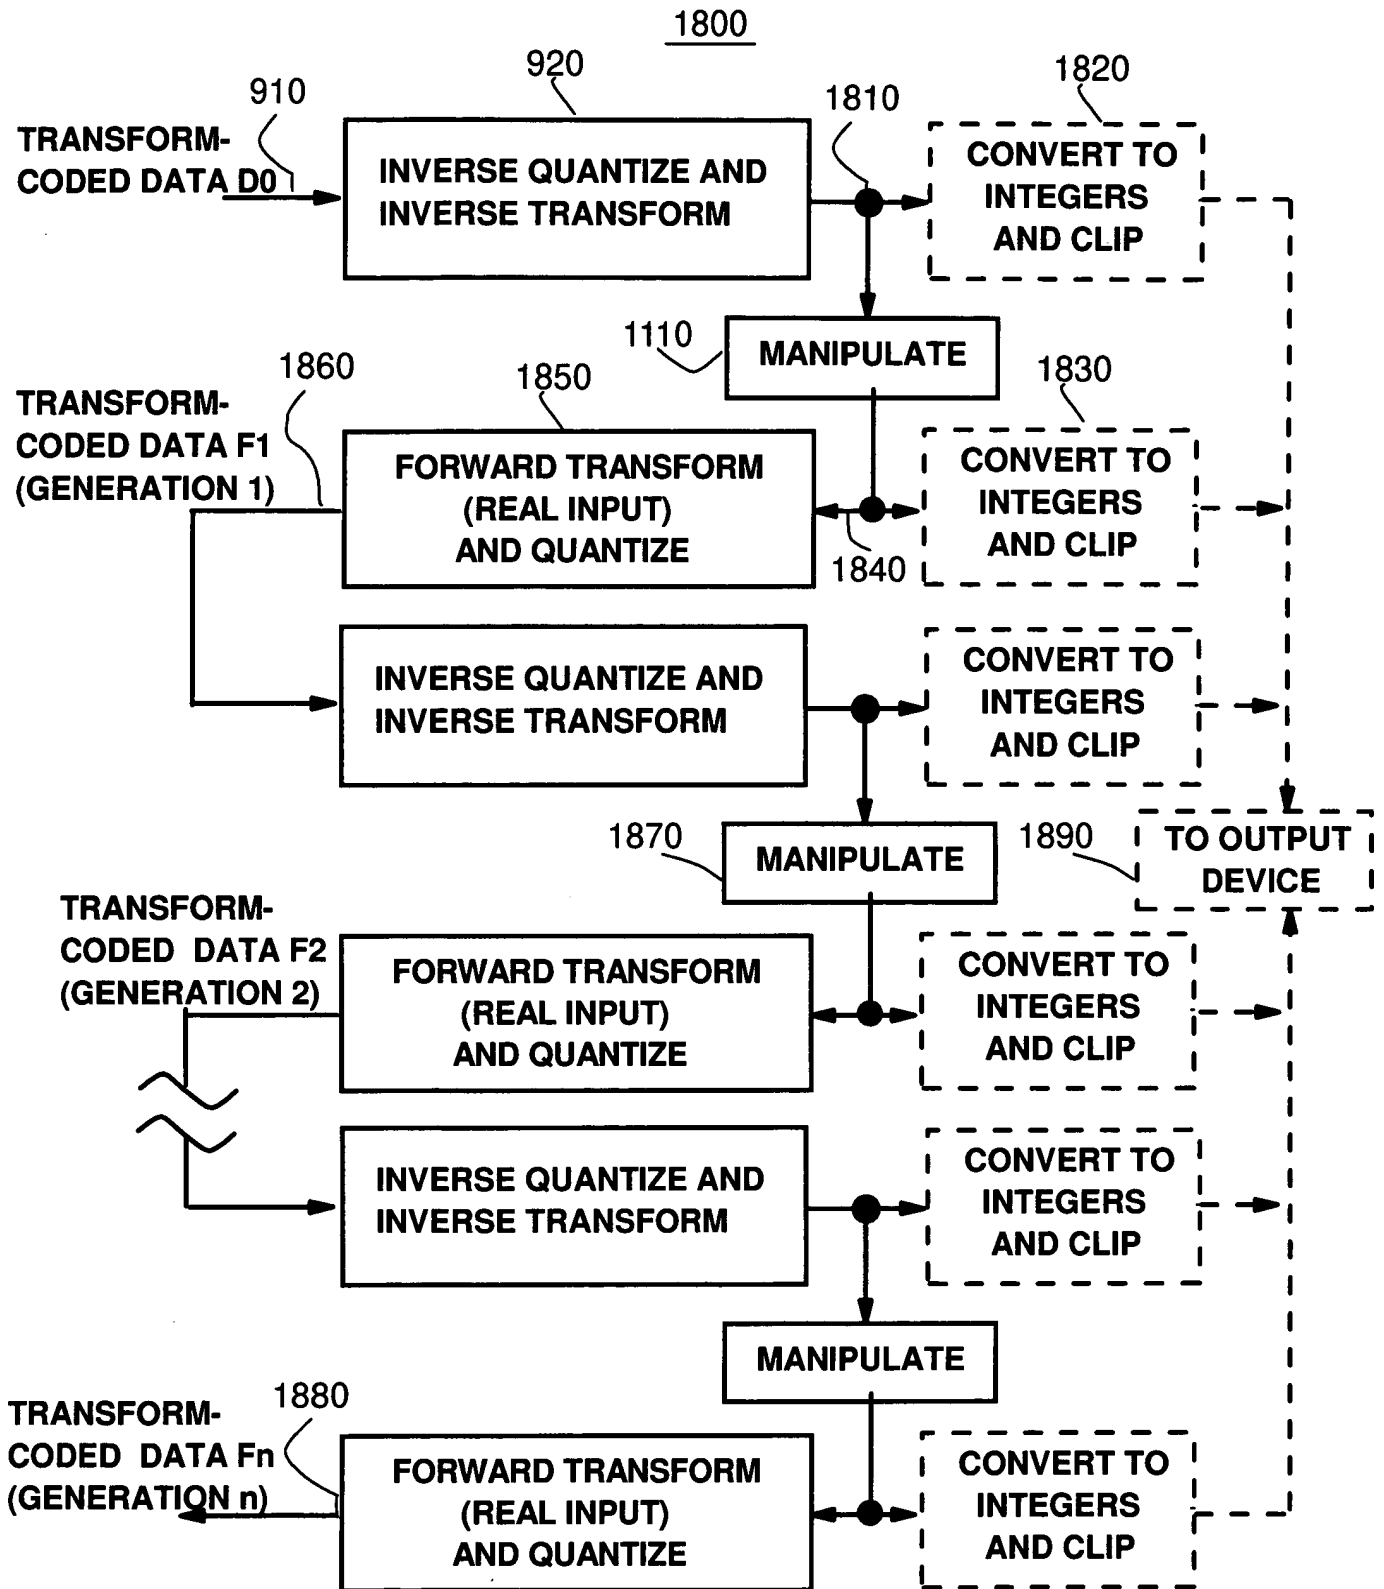 1800
920
1820
910
1810
TRANSFORM-
CODED DATA D0
INVERSE QUANTIZE AND
INVERSE TRANSFORM
CONVERT TO
INTEGERS
AND CLIP
1110
MANIPULATE
1860
1850
1830
TRANSFORM-
CODED DATA F1
(GENERATION 1)
FORWARD TRANSFORM
(REAL INPUT)
AND QUANTIZE
1840
CONVERT TO
INTEGERS
AND CLIP
INVERSE QUANTIZE AND
INVERSE TRANSFORM
CONVERT TO
INTEGERS
AND CLIP
1870
MANIPULATE
1890
TO OUTPUT
DEVICE
TRANSFORM-
CODED DATA F2
(GENERATION 2)
FORWARD TRANSFORM
(REAL INPUT)
AND QUANTIZE
CONVERT TO
INTEGERS
AND CLIP
INVERSE QUANTIZE AND
INVERSE TRANSFORM
CONVERT TO
INTEGERS
AND CLIP
MANIPULATE
1880
TRANSFORM-
CODED DATA Fn
(GENERATION n)
FORWARD TRANSFORM
(REAL INPUT)
AND QUANTIZE
CONVERT TO
INTEGERS
AND CLIP